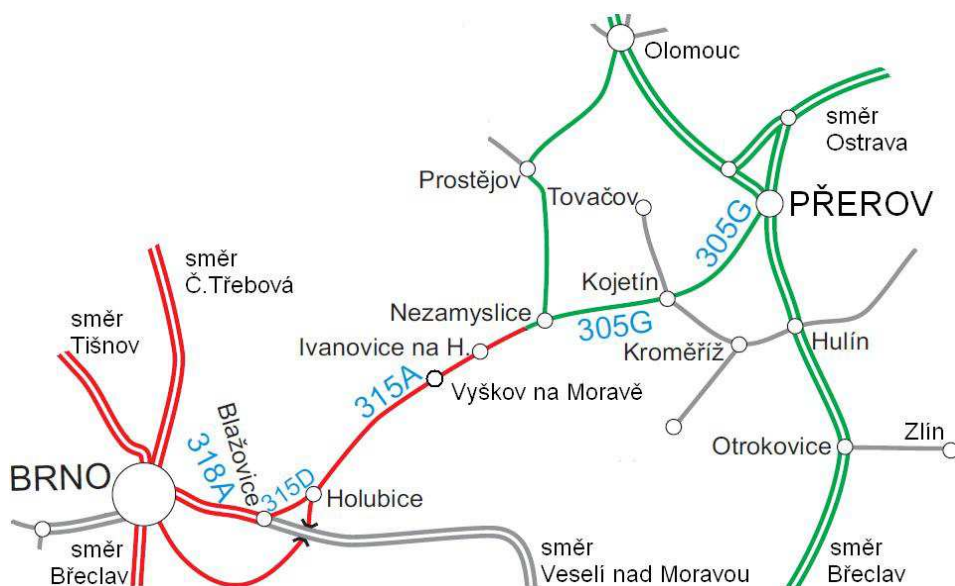 Olomouc
směr
Ostrava
Prostějov
Tovačov
PŘEROV
305G
směr
Č.Třebová
Kojetín
Nezamyslice
305G
směr
Tišnov
Ivanovice na H.
Kroměříž
Hulín
315A
Vyškov na Moravě
Blažovice
318A
Otrokovice
Zlín
BRNO
315D
Holubice
směr
Břeclav
směr
Veselí nad Moravou
směr
Břeclav